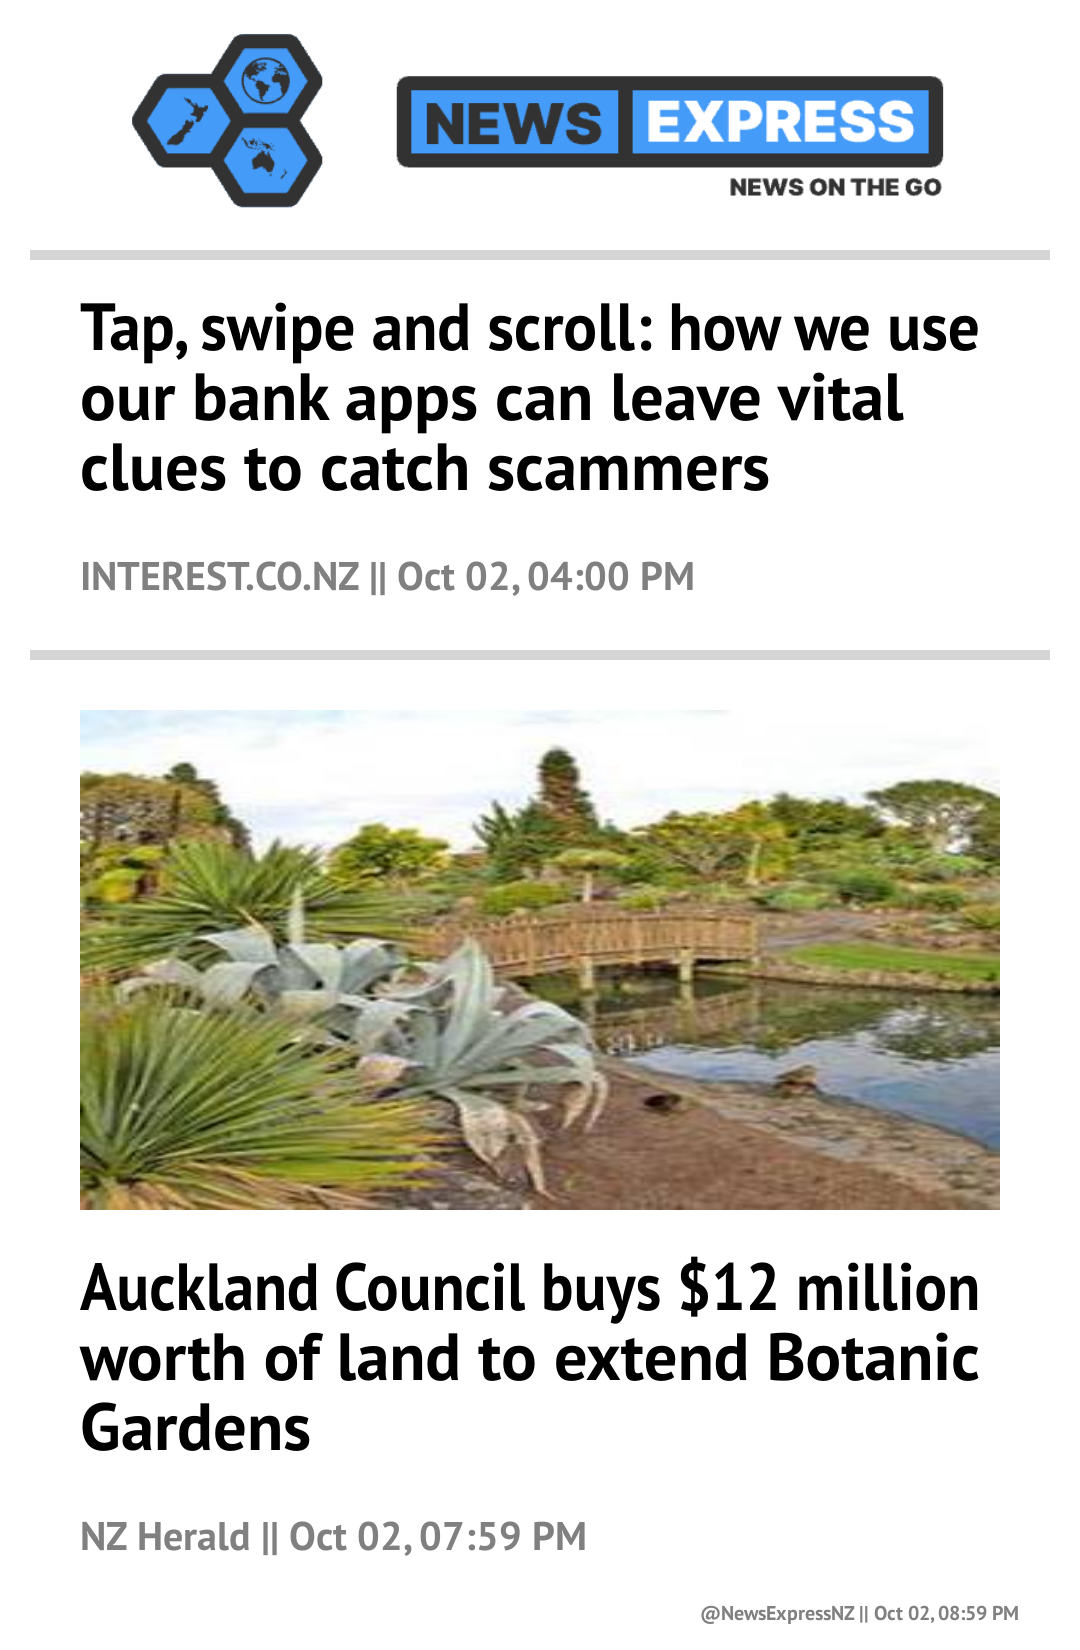 NEWS EXPRESS
NEWS ON THE GO
Tap, swipe and scroll: how we use
our bank apps can leave vital
clues to catch scammers
INTEREST.CO.NZ || Oct 02, 04:00 PM
Auckland Council buys $12 million
worth of land to extend Botanic
Gardens
NZ Herald || Oct 02, 07:59 PM
@NewsExpressNZ || Oct 02, 08:59 PM